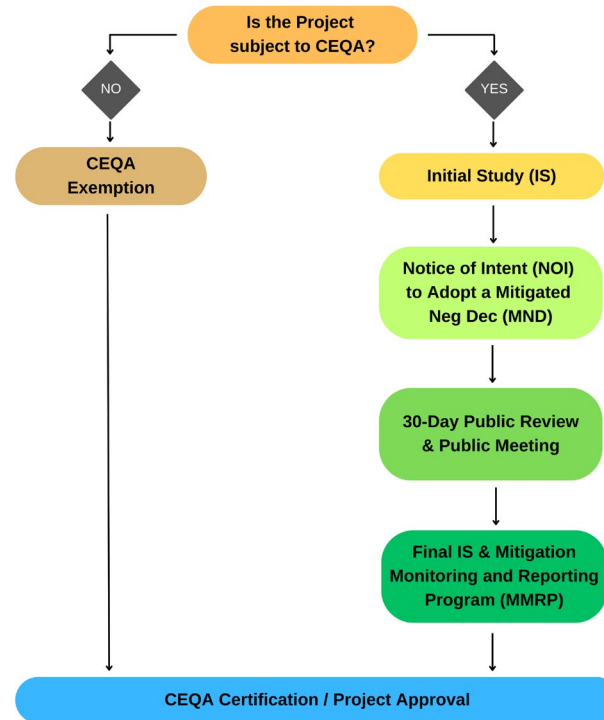 Is the Project
subject to CEQA?
NO
YES
CEQA
Exemption
Initial Study (IS)
Notice of Intent (NOI)
to Adopt a Mitigated
Neg Dec (MND)
30-Day Public Review
& Public Meeting
Final IS & Mitigation
Monitoring and Reporting
Program (MMRP)
CEQA Certification / Project Approval